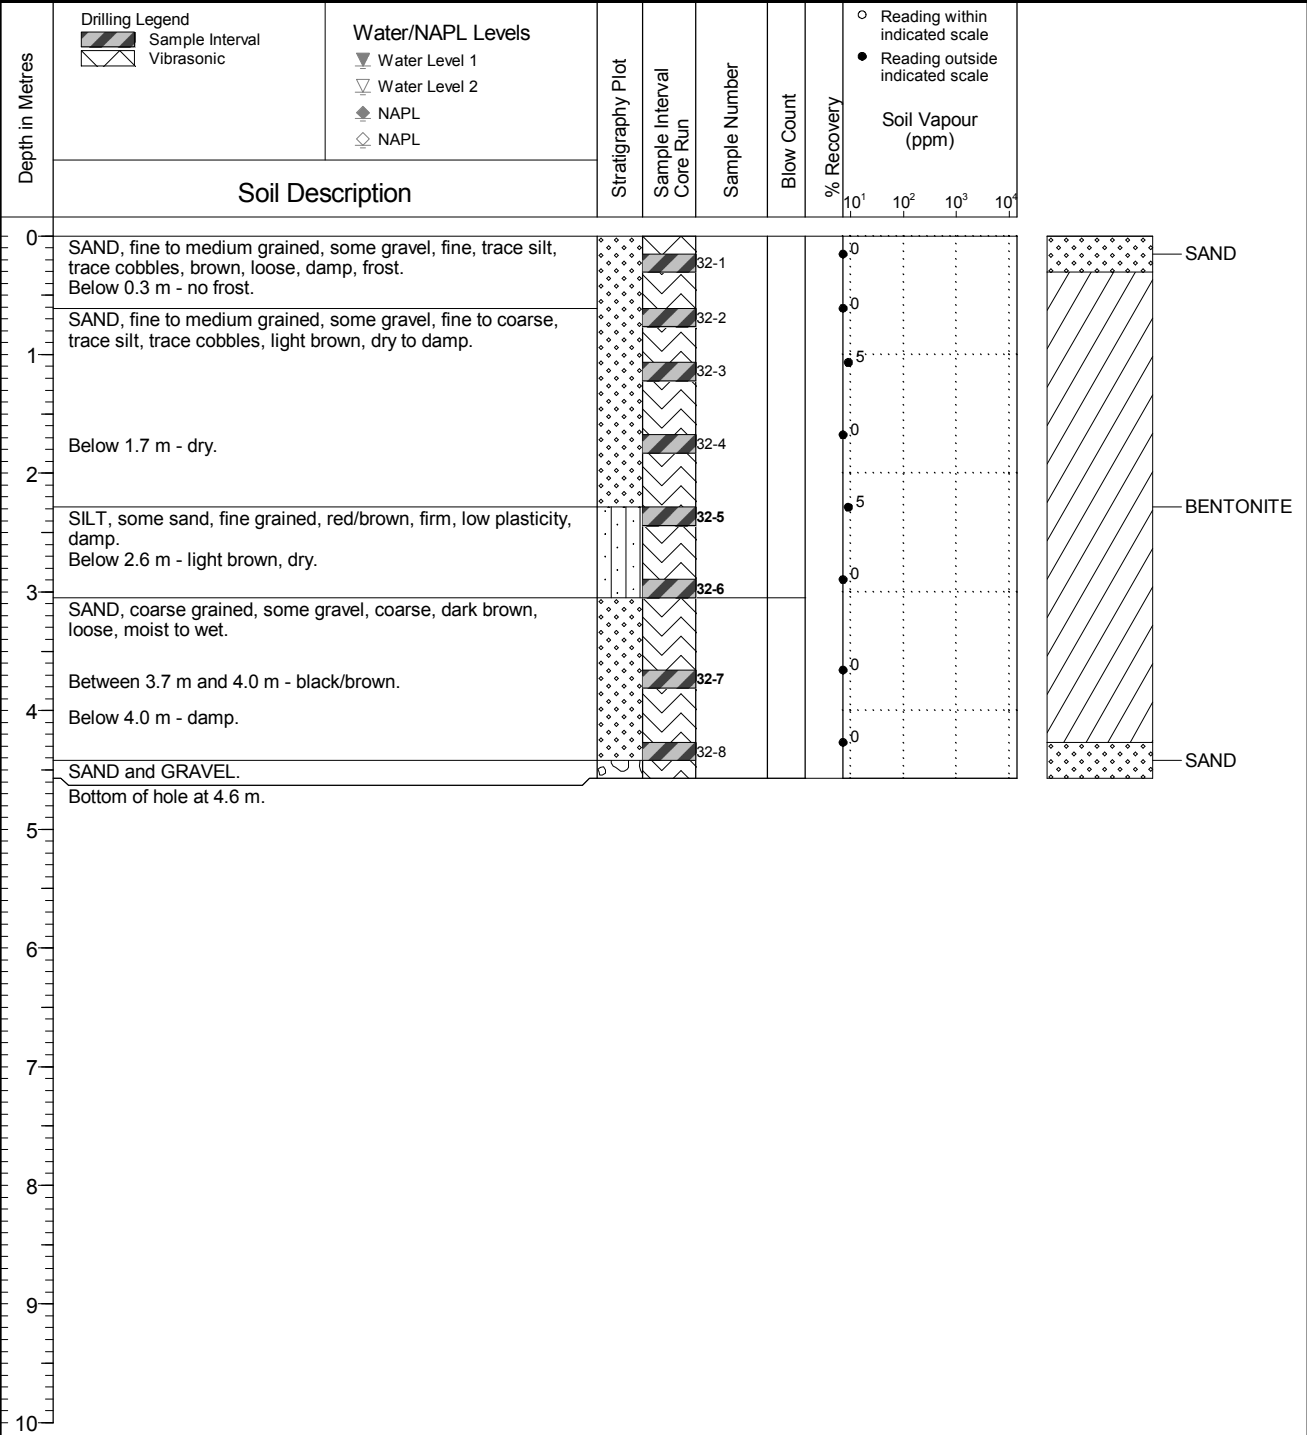 Drilling Legend
Sample Interval
Vibrasonic
Water/NAPL Levels
Water Level 1
Water Level 2
NAPL
NAPL
Depth in Metres
Soil Description
Stratigraphy Plot
Sample Interval
Core Run
Sample Number
Blow Count
% Recovery
Reading within
indicated scale
Reading outside
indicated scale
Soil Vapour
(ppm)
10¹ 10² 10³ 10⁴
0
SAND, fine to medium grained, some gravel, fine, trace silt,
trace cobbles, brown, loose, damp, frost.
Below 0.3 m - no frost.
32-1
0
SAND
SAND, fine to medium grained, some gravel, fine to coarse,
trace silt, trace cobbles, light brown, dry to damp.
32-2
0
1
32-3
5
Below 1.7 m - dry.
32-4
0
2
SILT, some sand, fine grained, red/brown, firm, low plasticity,
damp.
Below 2.6 m - light brown, dry.
32-5
5
BENTONITE
32-6
0
3
SAND, coarse grained, some gravel, coarse, dark brown,
loose, moist to wet.
Between 3.7 m and 4.0 m - black/brown.
32-7
0
4
Below 4.0 m - damp.
32-8
0
SAND and GRAVEL.
SAND
Bottom of hole at 4.6 m.
5
6
7
8
9
10